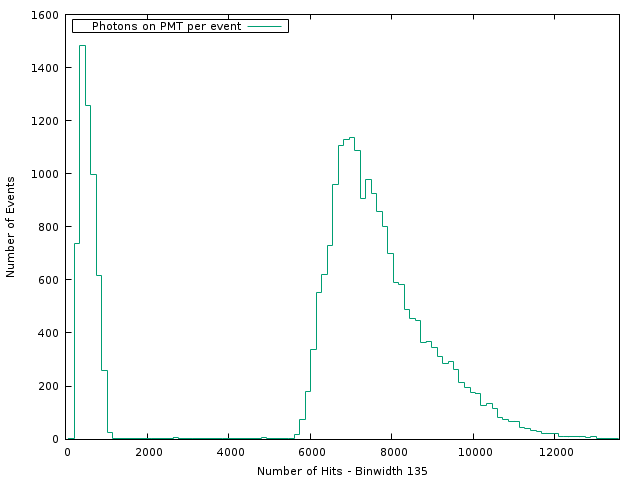 1600
Photons on PMT per event
1400
1200
1000
800
600
400
200
0
Number of Events
0 2000 4000 6000 8000 10000 12000
Number of Hits - Binwidth 135